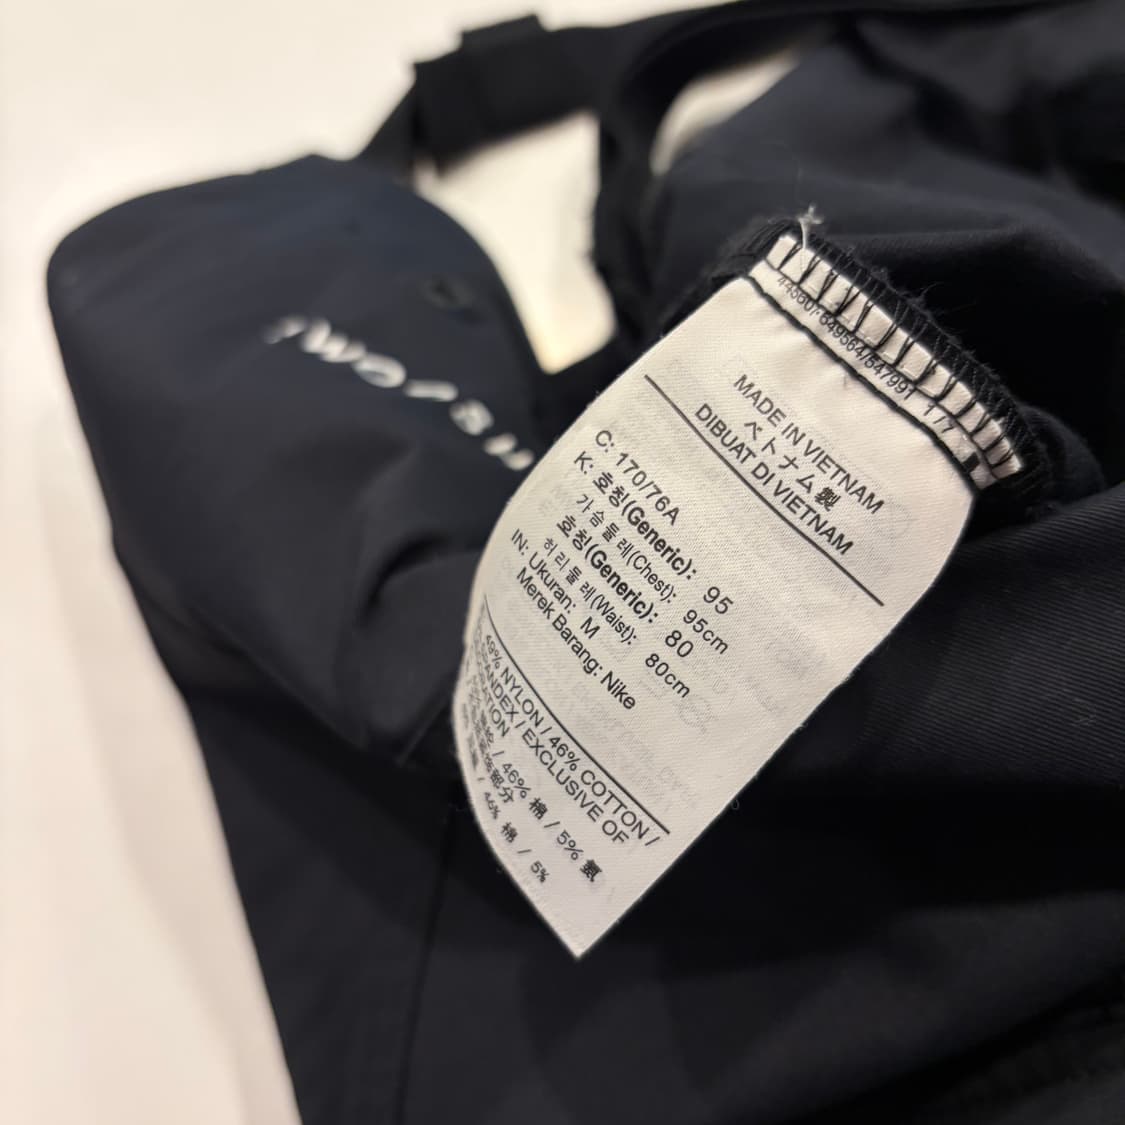 MADE IN VIETNAM
ベトナム製
DIBUAT DI VIETNAM
C: 170/76A
K: 호칭(Generic): 95
가슴둘레(Chest): 95cm
호칭(Generic): 80
허리둘레(Waist): 80cm
IN: Ukuran: M
Merek Barang: Nike
49% NYLON / 46% COTTON /
SPANDEX / EXCLUSIVE OF
/ 46% 棉 / 5% 氨
46% 棉 / 5%